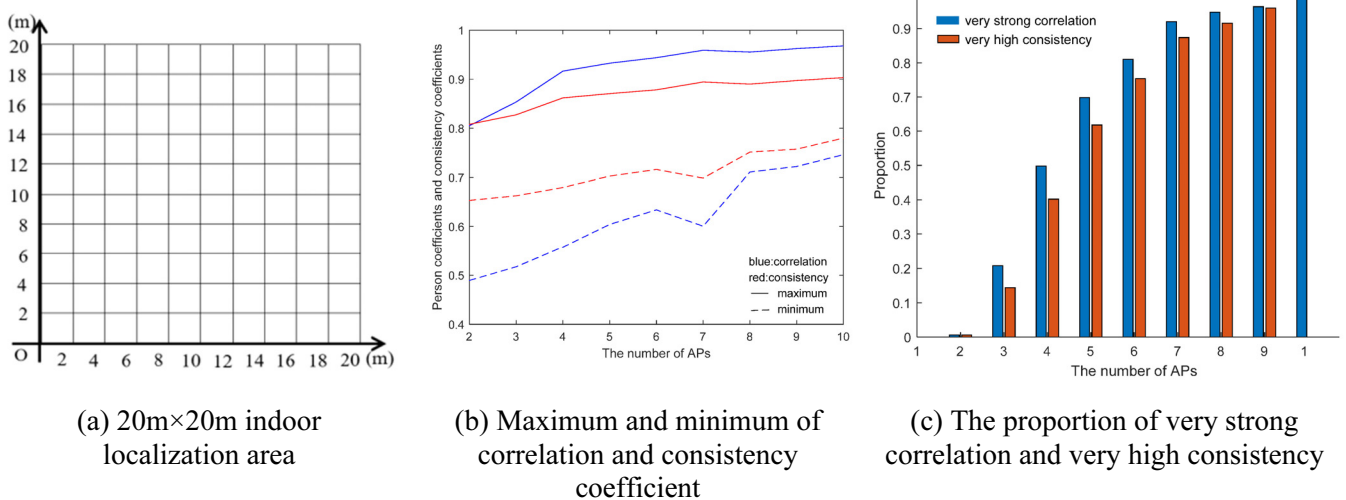 (m)
20
18
16
14
12
10
8
6
4
2
O 2 4 6 8 10 12 14 16 18 20 (m)
(a) 20m×20m indoor
localization area
Person coefficients and consistency coefficients
1
0.9
0.8
0.7
0.6
0.5
0.4
blue:correlation
red:consistency
maximum
minimum
2 3 4 5 6 7 8 9 10
The number of APs
(b) Maximum and minimum of
correlation and consistency
coefficient
Proportion
very strong correlation
very high consistency
0.9
0.8
0.7
0.6
0.5
0.4
0.3
0.2
0.1
0
1 2 3 4 5 6 7 8 9 1
The number of APs
(c) The proportion of very strong
correlation and very high consistency